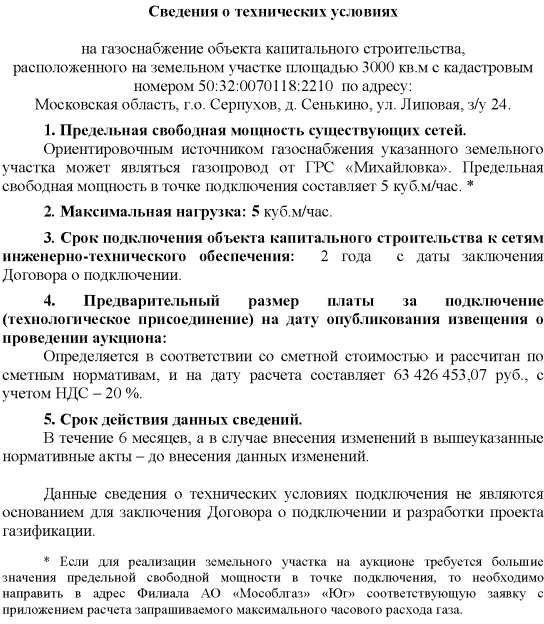 Сведения о технических условиях
на газоснабжение объекта капитального строительства,
расположенного на земельном участке площадью 3000 кв.м с кадастровым
номером 50:32:0070118:2210 по адресу:
Московская область, г.о. Серпухов, д. Сенькино, ул. Липовая, з/у 24.
1. Предельная свободная мощность существующих сетей.
Ориентировочным источником газоснабжения указанного земельного
участка может являться газопровод от ГРС «Михайловка». Предельная
свободная мощность в точке подключения составляет 5 куб.м/час. *
2. Максимальная нагрузка: 5 куб.м/час.
3. Срок подключения объекта капитального строительства к сетям
инженерно-технического обеспечения: 2 года с даты заключения
Договора о подключении.
4. Предварительный размер платы за подключение
(технологическое присоединение) на дату опубликования извещения о
проведении аукциона:
Определяется в соответствии со сметной стоимостью и рассчитан по
сметным нормативам, и на дату расчета составляет 63 426 453,07 руб., с
учетом НДС – 20 %.
5. Срок действия данных сведений.
В течение 6 месяцев, а в случае внесения изменений в вышеуказанные
нормативные акты – до внесения данных изменений.
Данные сведения о технических условиях подключения не являются
основанием для заключения Договора о подключении и разработки проекта
газификации.
* Если для реализации земельного участка на аукционе требуется большие
значения предельной свободной мощности в точке подключения, то необходимо
направить в адрес Филиала АО «Мособлгаз» «Юг» соответствующую заявку с
приложением расчета запрашиваемого максимального часового расхода газа.